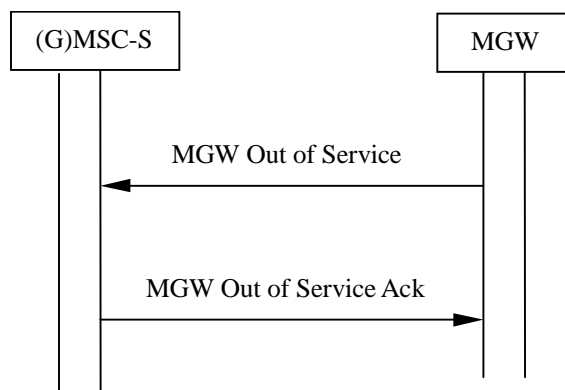 (G)MSC-S
MGW
MGW Out of Service
MGW Out of Service Ack